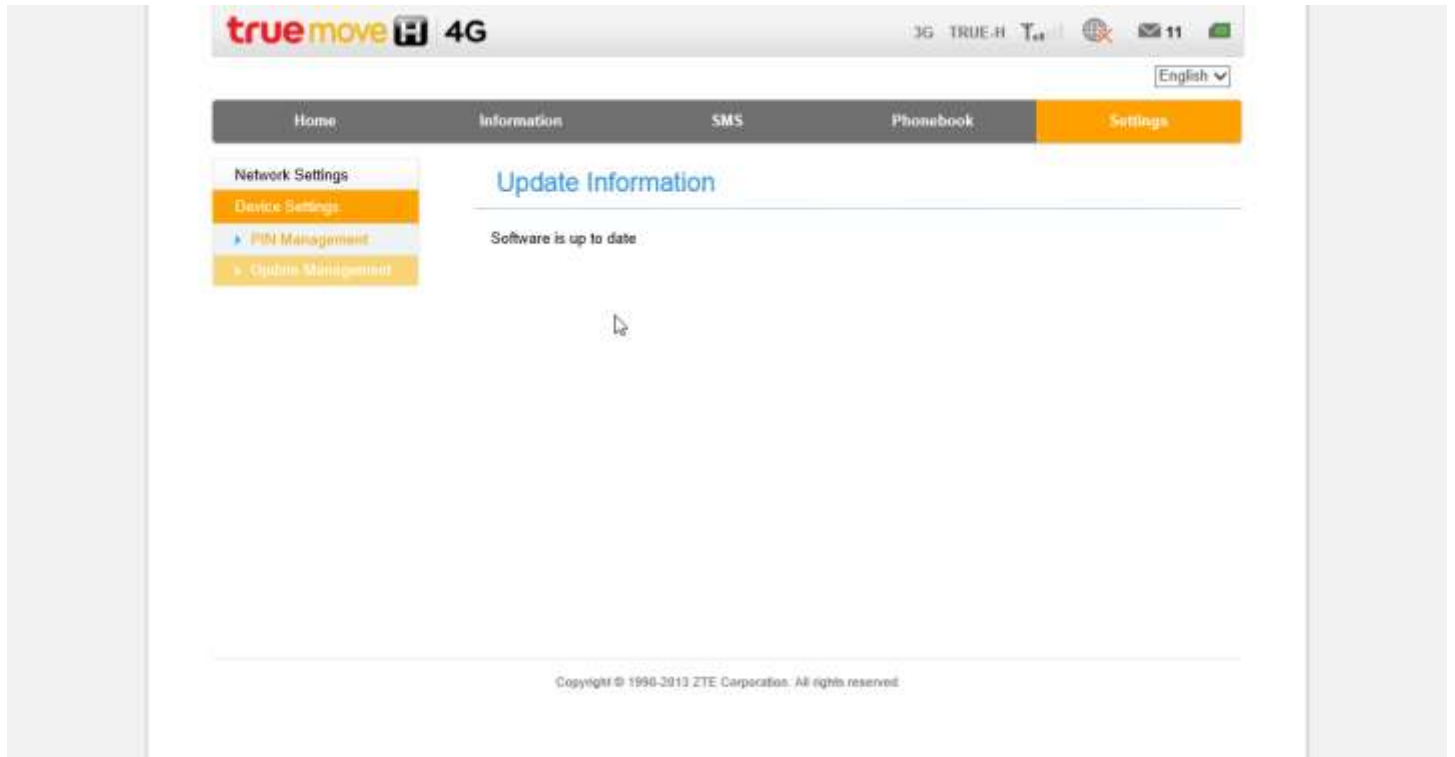 truemove H 4G
3G TRUE-H 11
English
Home Information SMS Phonebook Settings
Network Settings
Device Settings
PIN Management
Update Management
Update Information
Software is up to date
Copyright © 1998-2013 ZTE Corporation. All rights reserved